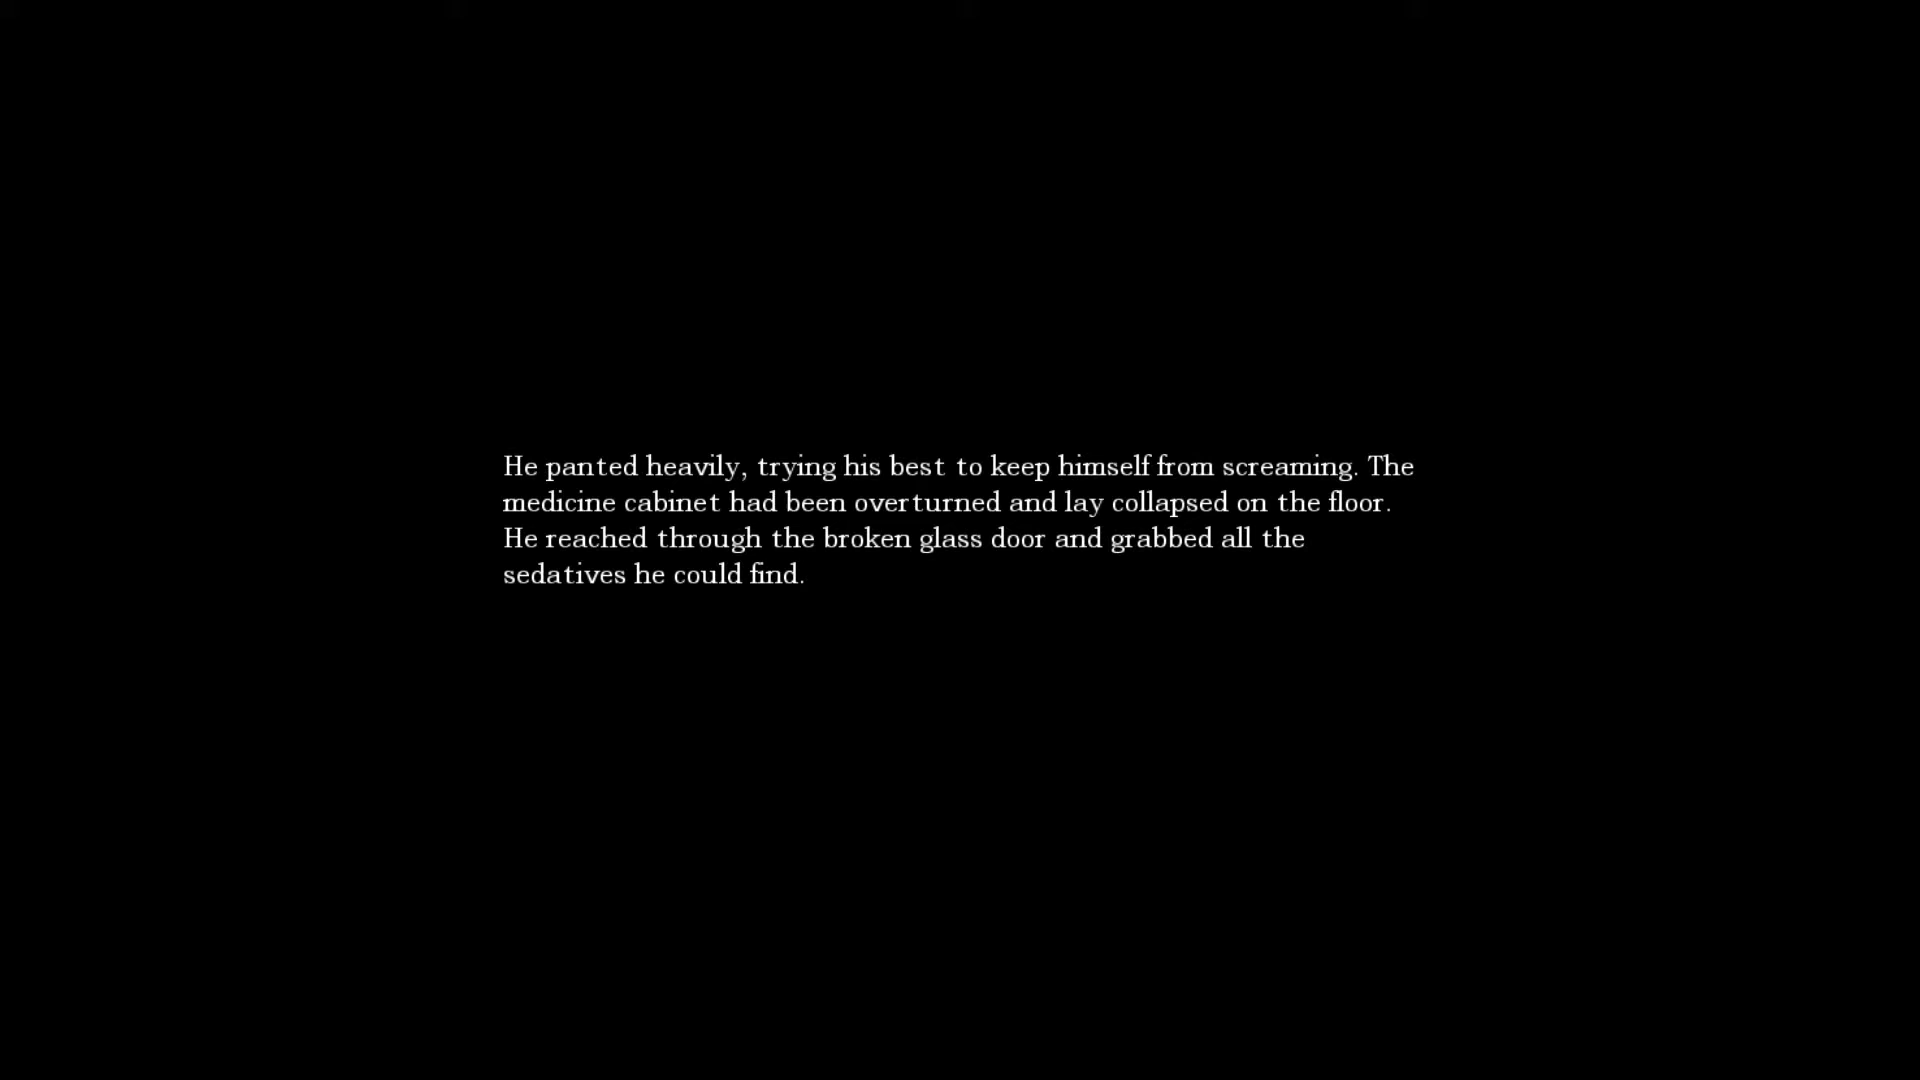 He panted heavily, trying his best to keep himself from screaming. The
medicine cabinet had been overturned and lay collapsed on the floor.
He reached through the broken glass door and grabbed all the
sedatives he could find.